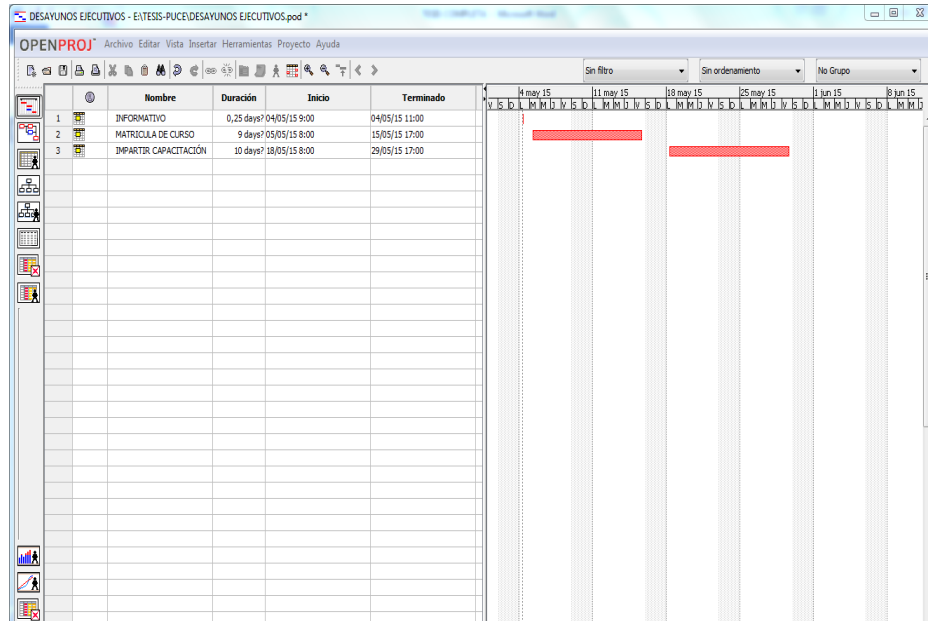 DESAYUNOS EJECUTIVOS - E:\TESIS-PUCE\DESAYUNOS EJECUTIVOS.pod *
OPENPROJ Archivo Editar Vista Insertar Herramientas Proyecto Ayuda
Sin filtro Sin ordenamiento No Grupo
Nombre Duración Inicio Terminado
4 may 15 11 may 15 18 may 15 25 may 15 1 jun 15 8 jun 15
V S D L M M J V S D L M M J V S D L M M J V S D L M M J V S D L M M J V S D L M M J
1 INFORMATIVO 0,25 days? 04/05/15 9:00 04/05/15 11:00
2 MATRICULA DE CURSO 9 days? 05/05/15 8:00 15/05/15 17:00
3 IMPARTIR CAPACITACIÓN 10 days? 18/05/15 8:00 29/05/15 17:00